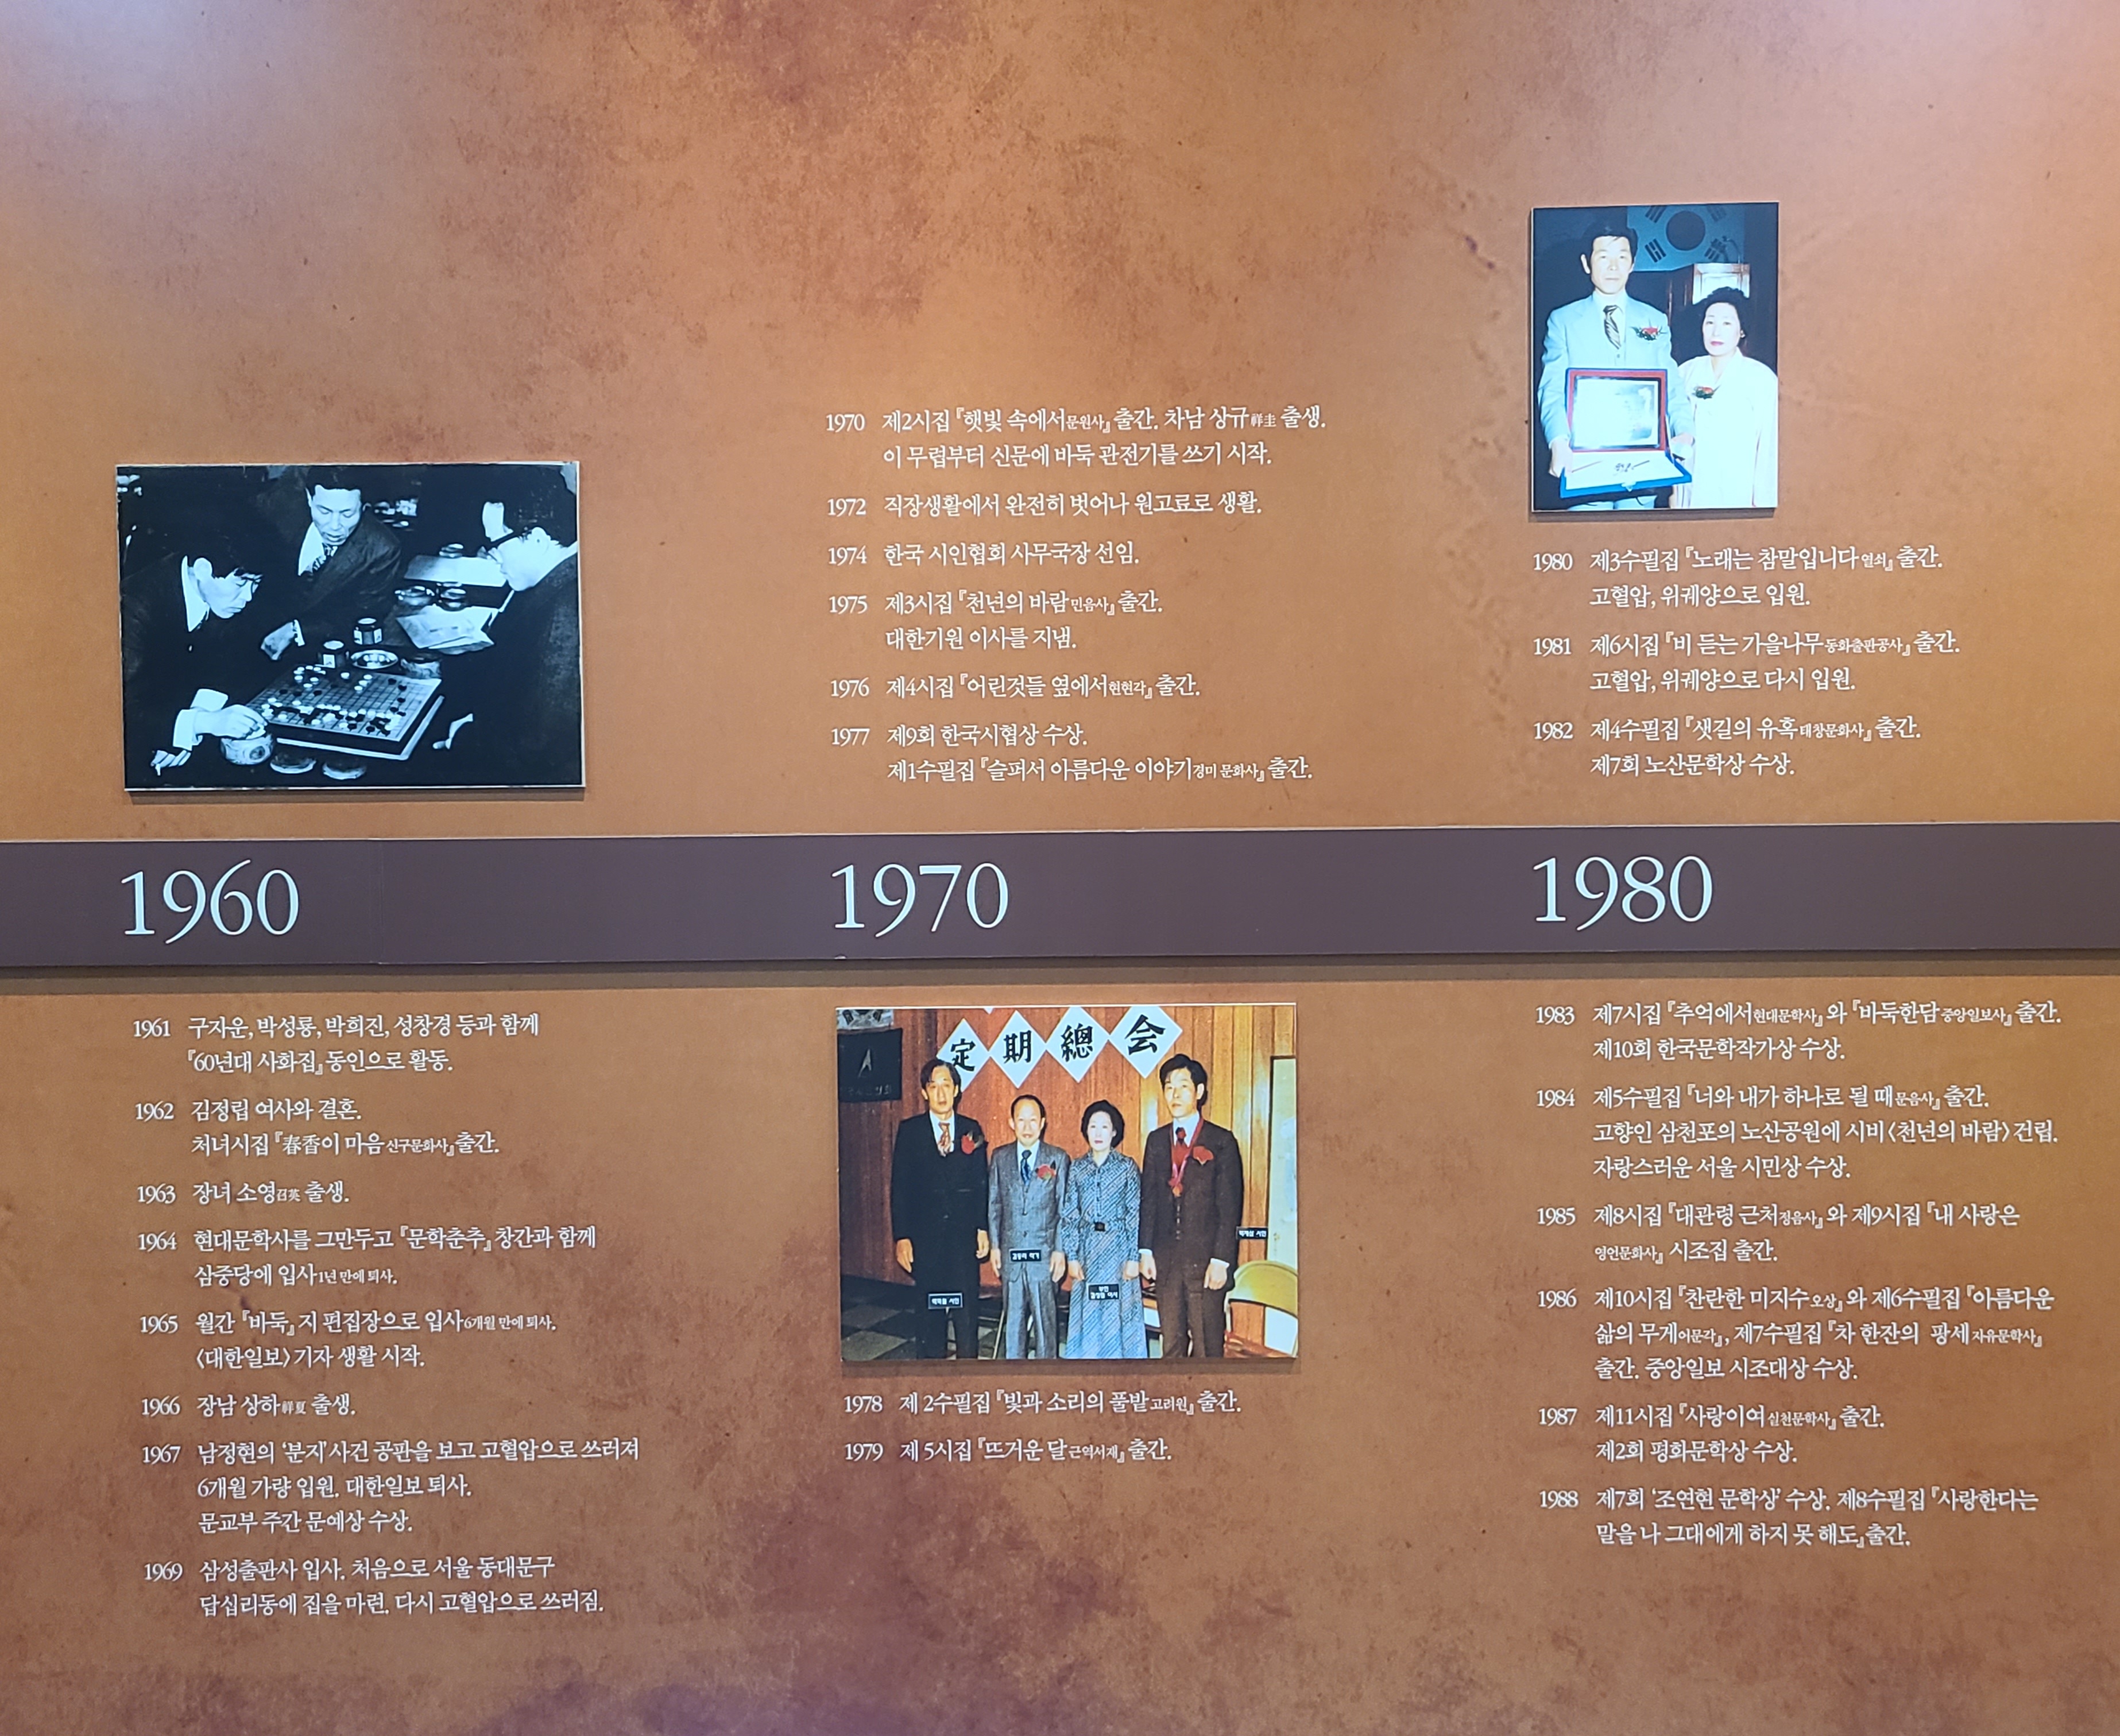 1970 제2시집 『햇빛 속에서문원사』 출간. 차남 상규祥圭 출생.
이 무렵부터 신문에 바둑 관전기를 쓰기 시작.
1972 직장생활에서 완전히 벗어나 원고료로 생활.
1974 한국 시인협회 사무국장 선임.
1975 제3시집 『천년의 바람민음사』 출간.
대한기원 이사를 지냄.
1976 제4시집 『어린것들 옆에서현현각』 출간.
1977 제9회 한국시협상 수상.
제1수필집 『슬퍼서 아름다운 이야기경미 문화사』 출간.
1980 제3수필집 『노래는 참말입니다열쇠』 출간.
고혈압, 위궤양으로 입원.
1981 제6시집 『비 듣는 가을나무동화출판공사』 출간.
고혈압, 위궤양으로 다시 입원.
1982 제4수필집 『샛길의 유혹태창문화사』 출간.
제7회 노산문학상 수상.
1960
1970
1980
1961 구자운, 박성룡, 박희진, 성창경 등과 함께
『60년대 사화집』 동인으로 활동.
1962 김정립 여사와 결혼.
처녀시집 『春香이 마음신구문화사』 출간.
1963 장녀 소영召英 출생.
1964 현대문학사를 그만두고 『문학춘추』 창간과 함께
삼중당에 입사1년 만에 퇴사.
1965 월간 『바둑』 지 편집장으로 입사6개월 만에 퇴사.
〈대한일보〉 기자 생활 시작.
1966 장남 상하祥夏 출생.
1967 남정현의 '분지' 사건 공판을 보고 고혈압으로 쓰러져
6개월 가량 입원. 대한일보 퇴사.
문교부 주간 문예상 수상.
1969 삼성출판사 입사. 처음으로 서울 동대문구
답십리동에 집을 마련. 다시 고혈압으로 쓰러짐.
定期總会
1978 제 2수필집 『빛과 소리의 풀밭고려원』 출간.
1979 제 5시집 『뜨거운 달근역서재』 출간.
1983 제7시집 『추억에서현대문학사』 와 『바둑한담중앙일보사』 출간.
제10회 한국문학작가상 수상.
1984 제5수필집 『너와 내가 하나로 될 때문음사』 출간.
고향인 삼천포의 노산공원에 시비 〈천년의 바람〉 건립.
자랑스러운 서울 시민상 수상.
1985 제8시집 『대관령 근처정음사』 와 제9시집 『내 사랑은
영언문화사』 시조집 출간.
1986 제10시집 『찬란한 미지수오상』 와 제6수필집 『아름다운
삶의 무게어문각』, 제7수필집 『차 한잔의 팡세자유문학사』
출간. 중앙일보 시조대상 수상.
1987 제11시집 『사랑이여실천문학사』 출간.
제2회 평화문학상 수상.
1988 제7회 '조연현 문학상' 수상. 제8수필집 『사랑한다는
말을 나 그대에게 하지 못 해도』 출간.